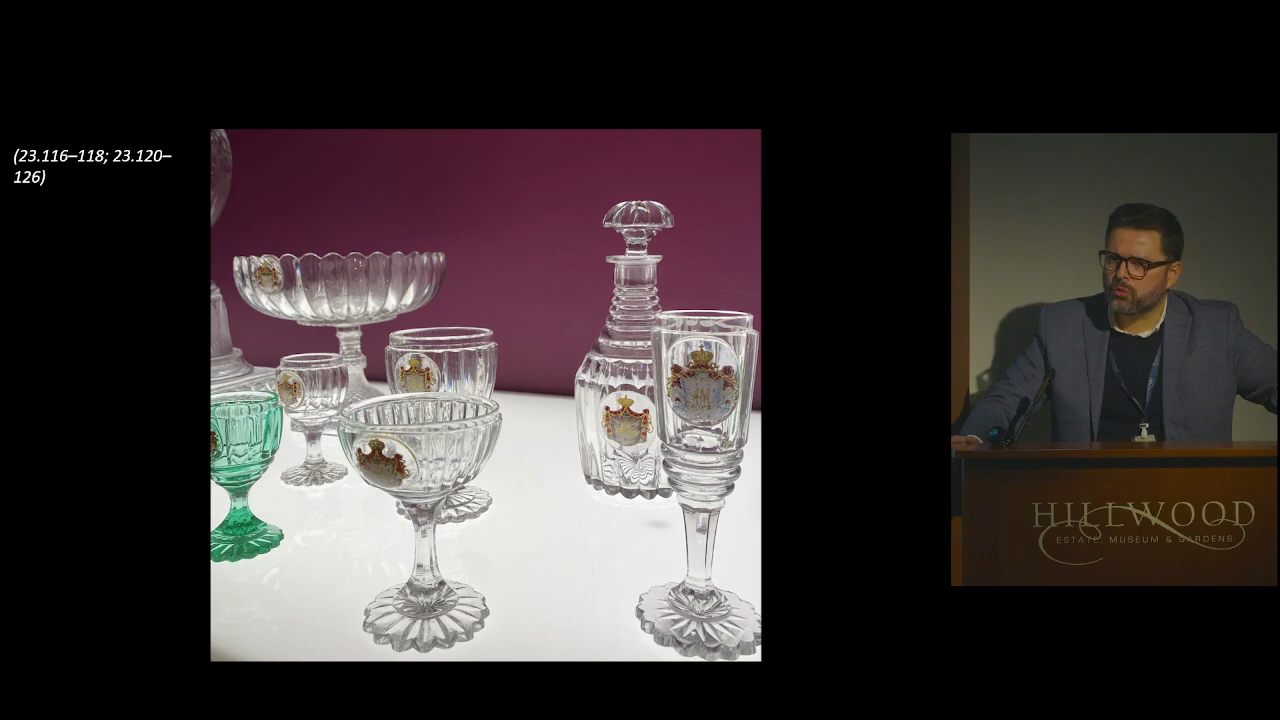 (23.116–118; 23.120–
126)
HILLWOOD
ESTATE, MUSEUM & GARDENS